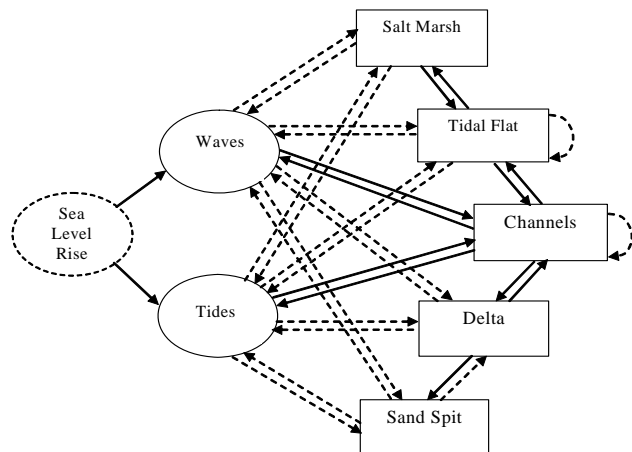 Salt Marsh
Tidal Flat
Waves
Sea
Level
Rise
Channels
Tides
Delta
Sand Spit